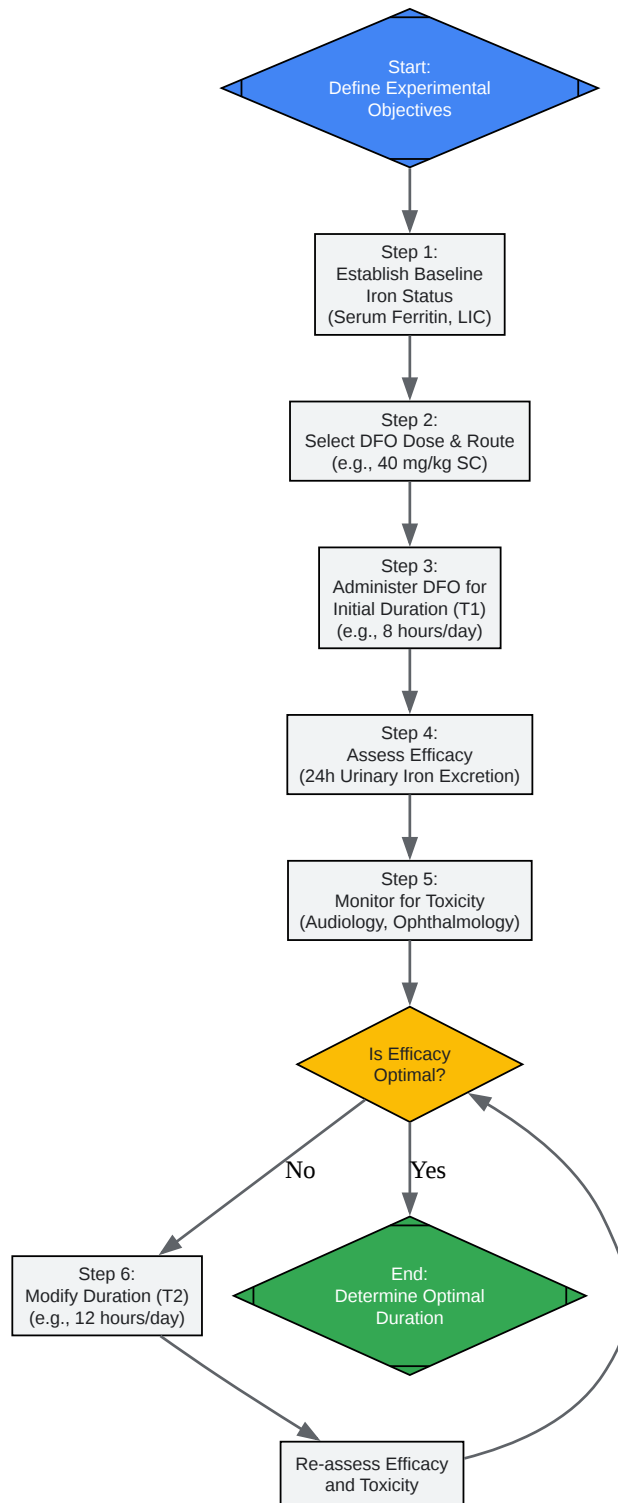 Start:
Define Experimental
Objectives
Step 1:
Establish Baseline
Iron Status
(Serum Ferritin, LIC)
Step 2:
Select DFO Dose & Route
(e.g., 40 mg/kg SC)
Step 3:
Administer DFO for
Initial Duration (T1)
(e.g., 8 hours/day)
Step 4:
Assess Efficacy
(24h Urinary Iron Excretion)
Step 5:
Monitor for Toxicity
(Audiology, Ophthalmology)
Is Efficacy
Optimal?
No
Yes
Step 6:
Modify Duration (T2)
(e.g., 12 hours/day)
End:
Determine Optimal
Duration
Re-assess Efficacy
and Toxicity